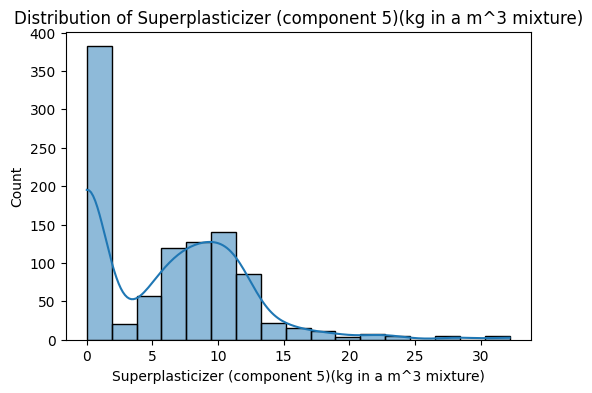 Distribution of Superplasticizer (component 5)(kg in a m^3 mixture)
400
350
300
250
200
150
100
50
0
Count
0 5 10 15 20 25 30
Superplasticizer (component 5)(kg in a m^3 mixture)